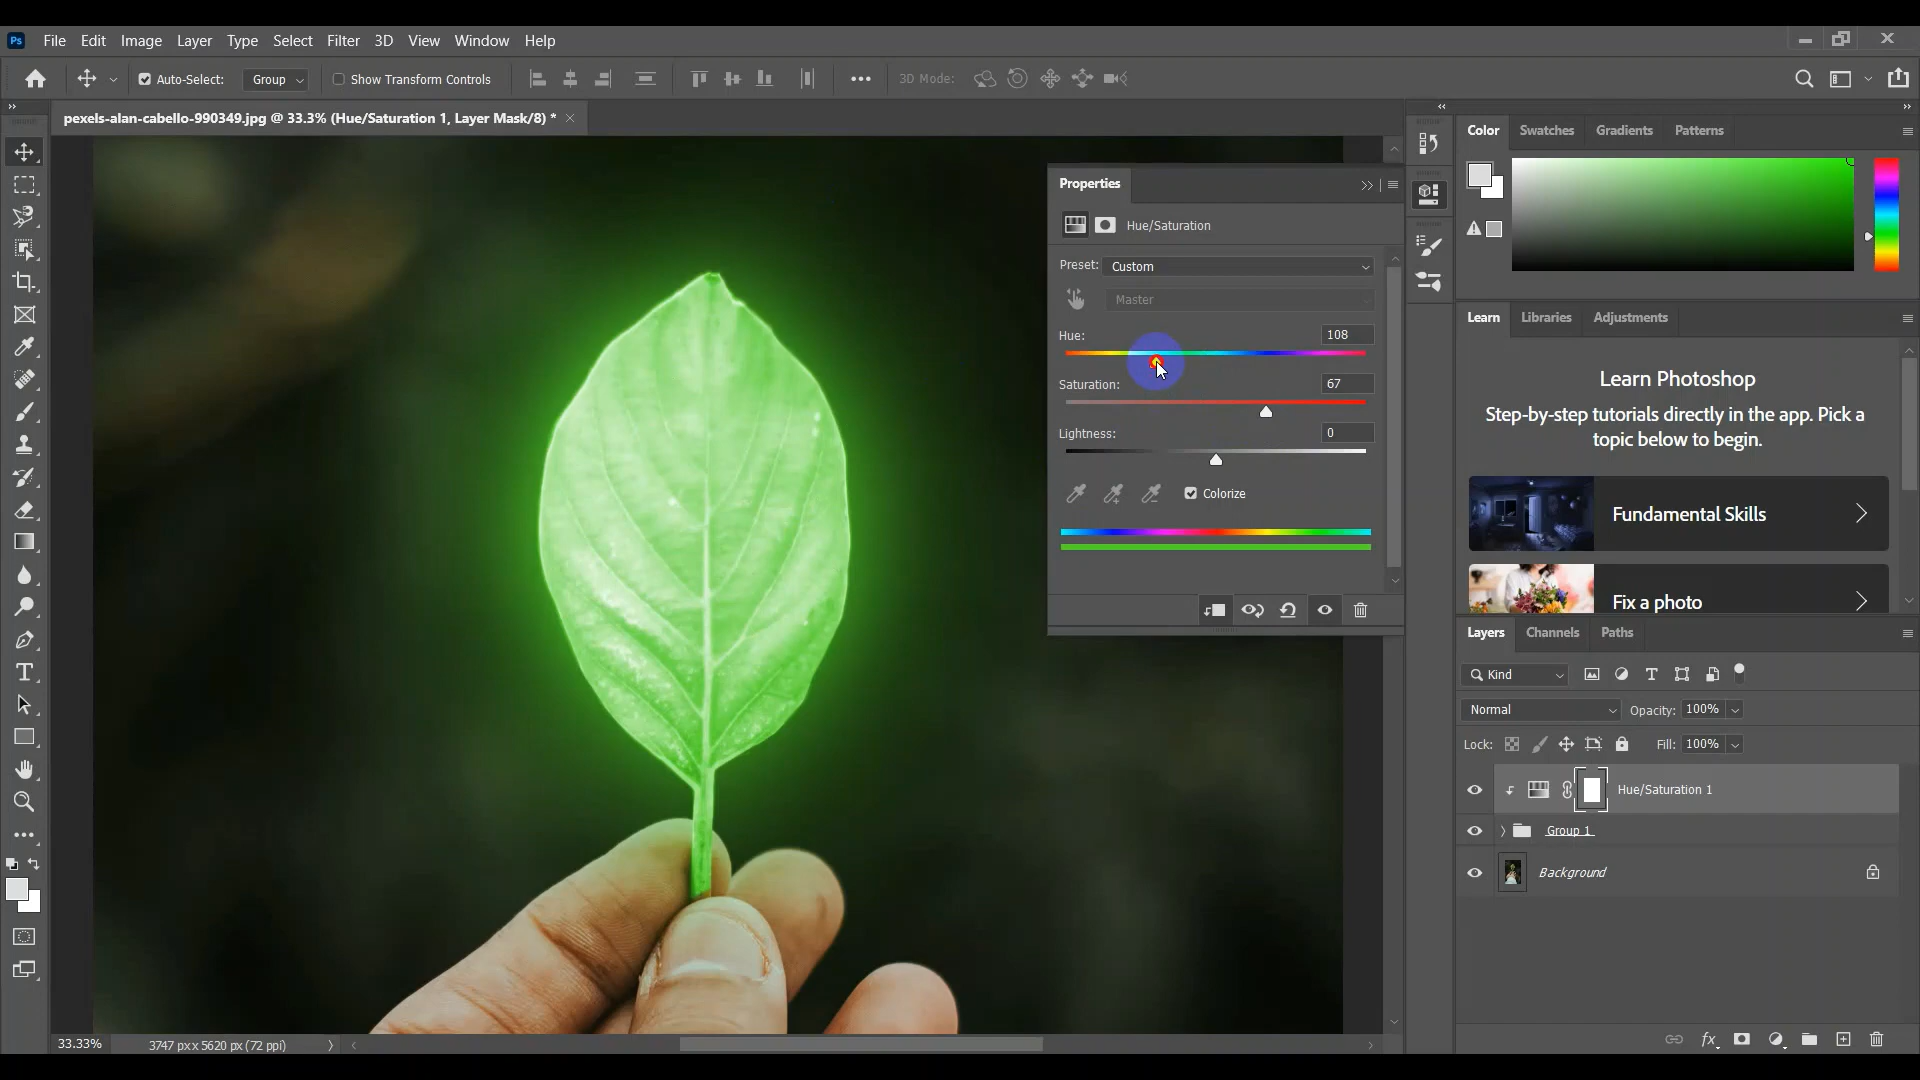 Ps File Edit Image Layer Type Select Filter 3D View Window Help
Auto-Select: Group Show Transform Controls 3D Mode:
pexels-alan-cabello-990349.jpg @ 33.3% (Hue/Saturation 1, Layer Mask/8) *
Color Swatches Gradients Patterns
Properties
Hue/Saturation
Preset: Custom
Master
Hue: 108
Saturation: 67
Lightness: 0
Colorize
Learn Libraries Adjustments
Learn Photoshop
Step-by-step tutorials directly in the app. Pick a
topic below to begin.
Fundamental Skills
Fix a photo
Layers Channels Paths
Kind
Normal Opacity: 100%
Lock: Fill: 100%
Hue/Saturation 1
Group 1
Background
33.33% 3747 px x 5620 px (72 ppi)